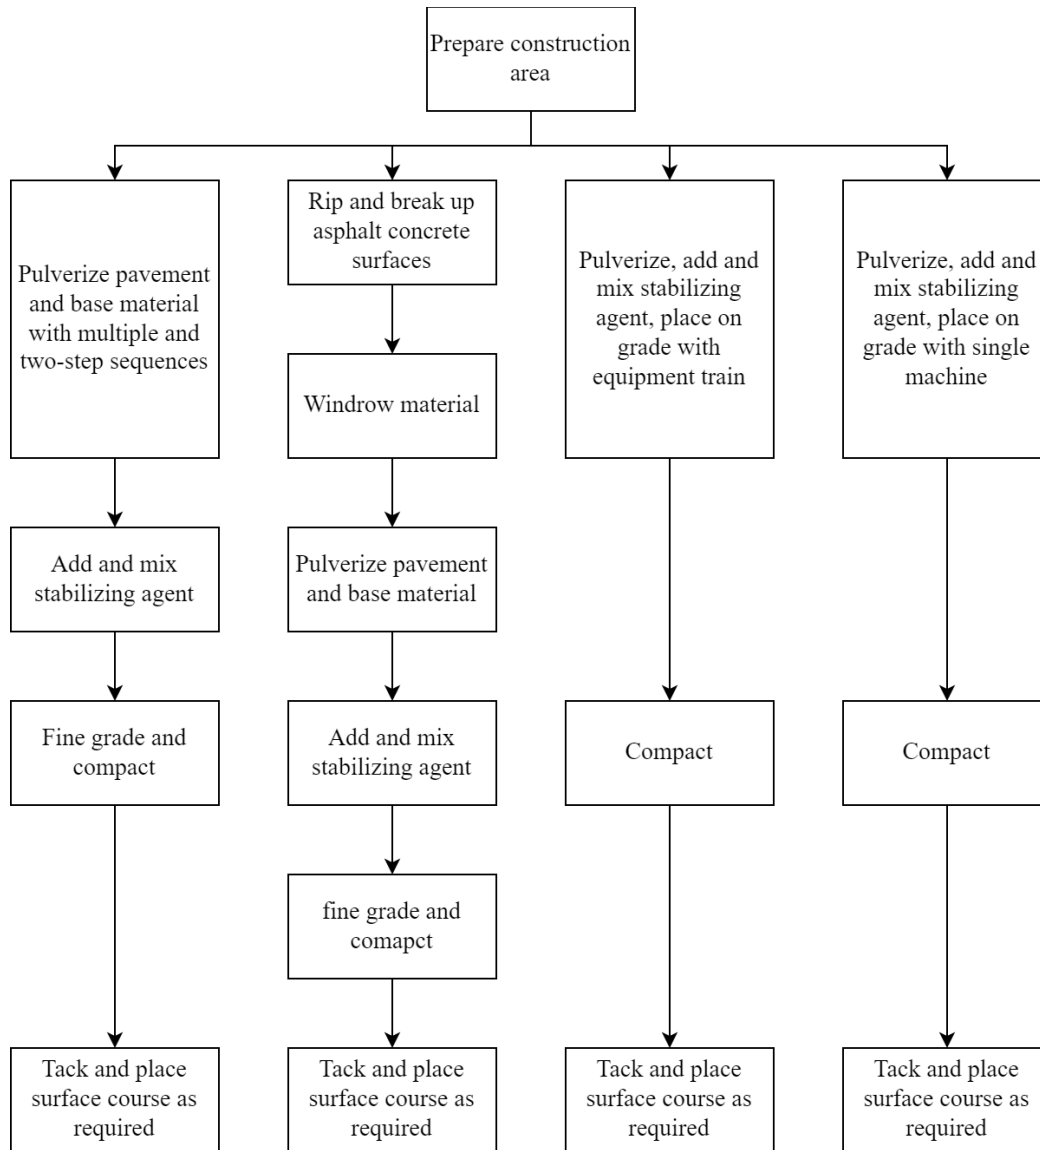 Prepare construction
area
Pulverize pavement
and base material
with multiple and
two-step sequences
Add and mix
stabilizing agent
Fine grade and
compact
Tack and place
surface course as
required
Rip and break up
asphalt concrete
surfaces
Windrow material
Pulverize pavement
and base material
Add and mix
stabilizing agent
fine grade and
comapct
Tack and place
surface course as
required
Pulverize, add and
mix stabilizing
agent, place on
grade with
equipment train
Compact
Tack and place
surface course as
required
Pulverize, add and
mix stabilizing
agent, place on
grade with single
machine
Compact
Tack and place
surface course as
required